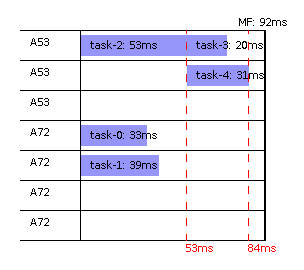 MF: 92ms
A53 task-2: 53ms task-3: 20ms
A53 task-4: 31ms
A53
A72 task-0: 33ms
A72 task-1: 39ms
A72
A72
53ms 84ms